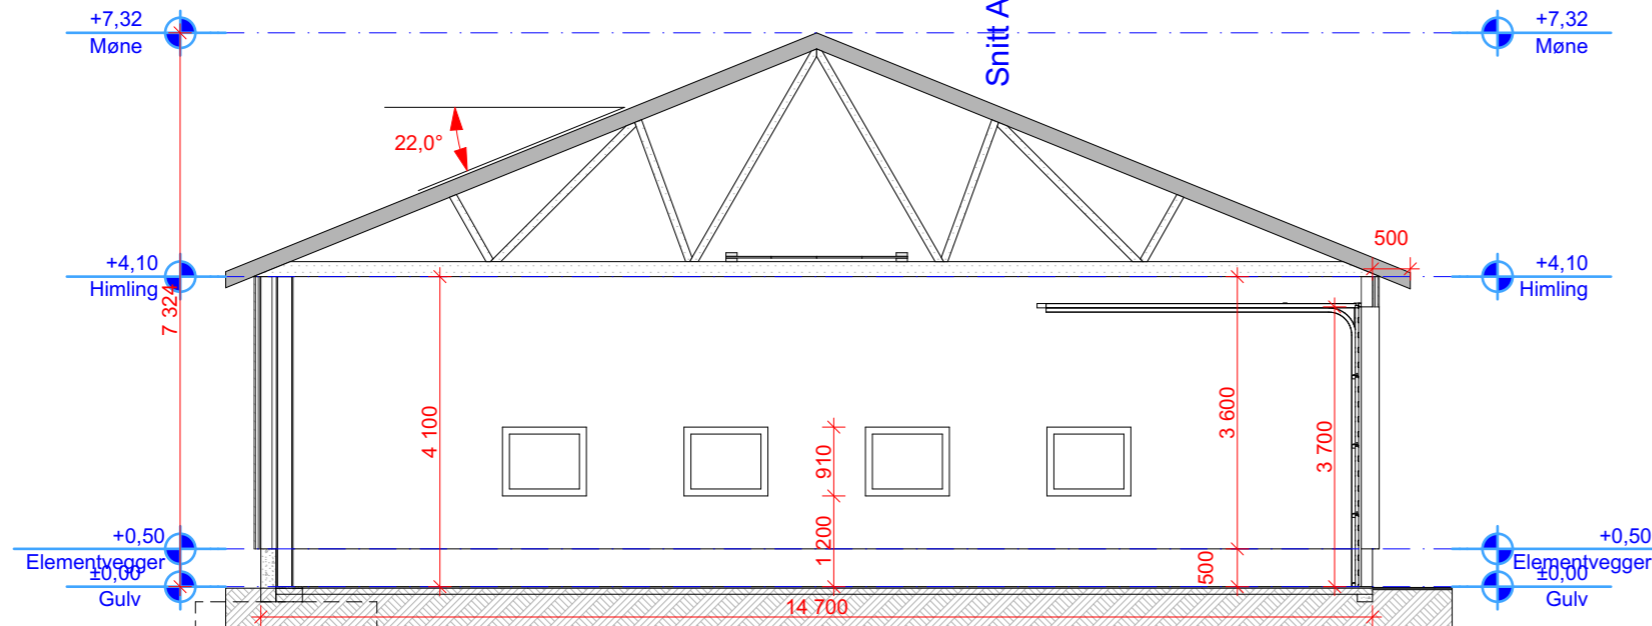 +7,32
Møne
Snitt A
+7,32
Møne
22,0°
500
+4,10
Himling
+4,10
Himling
7 324
4 100
3 600
3 700
910
1 200
500
+0,50
Elementvegger
+0,50
Elementvegger
±0,00
Gulv
±0,00
Gulv
14 700